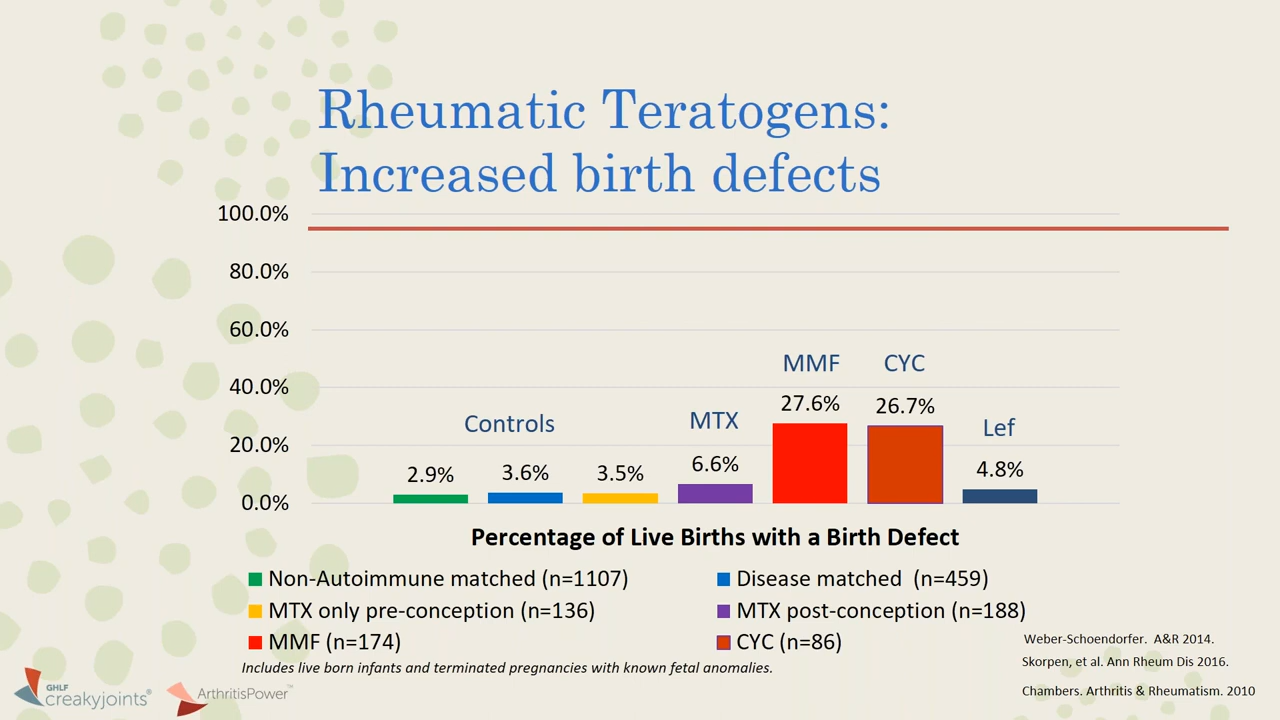 Rheumatic Teratogens:
Increased birth defects
100.0%
80.0%
60.0%
40.0%
20.0%
0.0%
MMF CYC
27.6% 26.7%
Controls MTX Lef
2.9% 3.6% 3.5% 6.6% 4.8%
Percentage of Live Births with a Birth Defect
Non-Autoimmune matched (n=1107) Disease matched (n=459)
MTX only pre-conception (n=136) MTX post-conception (n=188)
MMF (n=174) CYC (n=86)
Includes live born infants and terminated pregnancies with known fetal anomalies.
Weber-Schoendorfer. A&R 2014.
Skorpen, et al. Ann Rheum Dis 2016.
Chambers. Arthritis & Rheumatism. 2010
GHLF
creakyjoints®
ArthritisPower™